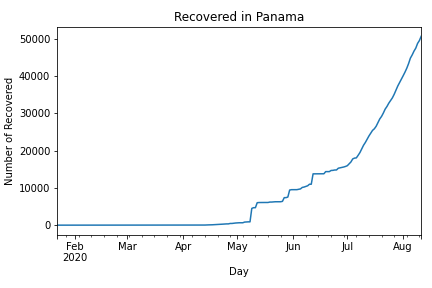 Recovered in Panama
Number of Recovered
50000
40000
30000
20000
10000
0
Feb Mar Apr May Jun Jul Aug
2020
Day